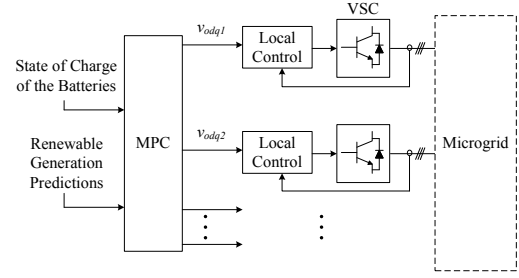 VSC
v_odq1
Local
Control
State of Charge
of the Batteries
MPC
Renewable
Generation
Predictions
v_odq2
Local
Control
Microgrid